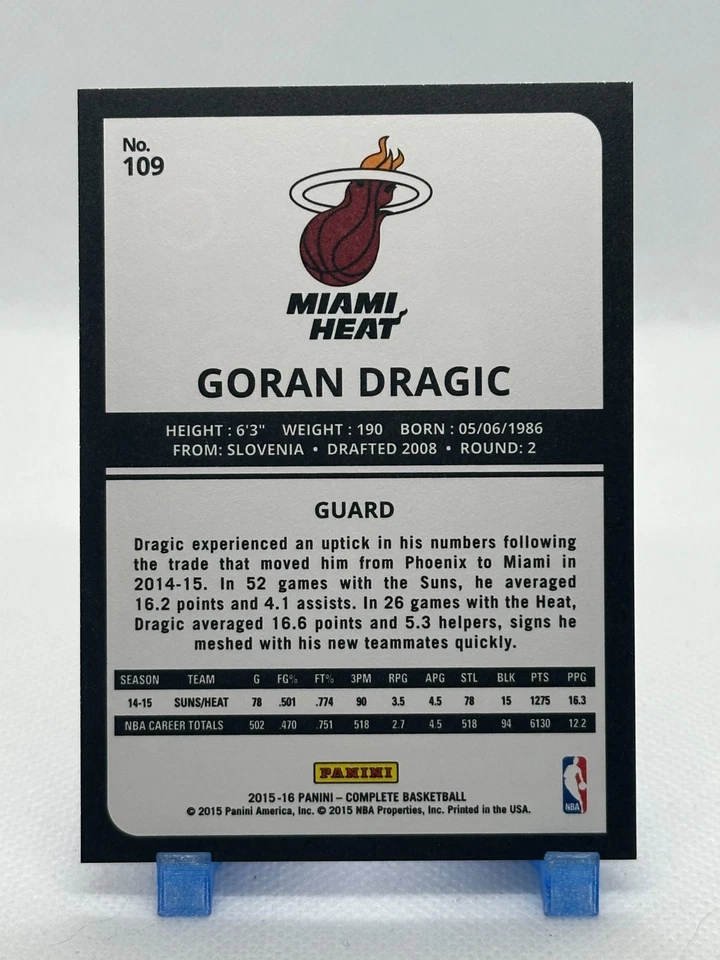 No.
109
MIAMI
HEAT
GORAN DRAGIC
HEIGHT : 6'3" WEIGHT : 190 BORN : 05/06/1986
FROM: SLOVENIA • DRAFTED 2008 • ROUND: 2
GUARD
Dragic experienced an uptick in his numbers following
the trade that moved him from Phoenix to Miami in
2014-15. In 52 games with the Suns, he averaged
16.2 points and 4.1 assists. In 26 games with the Heat,
Dragic averaged 16.6 points and 5.3 helpers, signs he
meshed with his new teammates quickly.
SEASON TEAM G FG% FT% 3PM RPG APG STL BLK PTS PPG
14-15 SUNS/HEAT 78 .501 .774 90 3.5 4.5 78 15 1275 16.3
NBA CAREER TOTALS 502 .470 .751 518 2.7 4.5 518 94 6130 12.2
PANINI
2015-16 PANINI – COMPLETE BASKETBALL
© 2015 Panini America, Inc. © 2015 NBA Properties, Inc. Printed in the USA.
NBA